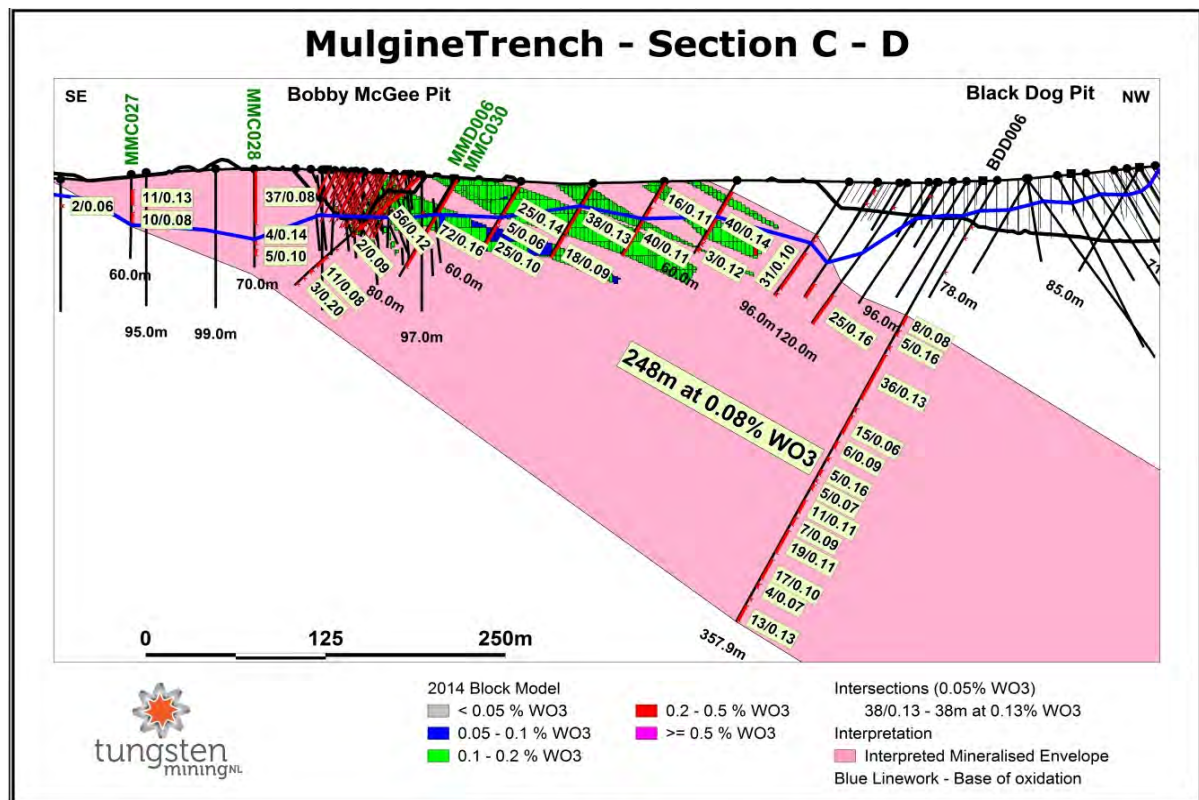 MulgineTrench - Section C - D
SE
Bobby McGee Pit
Black Dog Pit
NW
MMC027
MMC028
MMD006
MMC030
BDD006
2/0.06
11/0.13
10/0.08
37/0.08
4/0.14
5/0.10
11/0.08
3/0.20
2/0.09
56/0.12
72/0.16
25/0.14
5/0.06
25/0.10
38/0.13
18/0.09
40/0.11
16/0.11
40/0.14
3/0.12
31/0.10
25/0.16
60.0m
95.0m
99.0m
70.0m
80.0m
97.0m
60.0m
60.0m
96.0m
120.0m
96.0m
78.0m
85.0m
248m at 0.08% WO3
8/0.08
5/0.16
36/0.13
15/0.06
6/0.09
5/0.16
5/0.07
11/0.11
7/0.09
19/0.11
17/0.10
4/0.07
13/0.13
357.9m
0 125 250m
tungsten
mining NL
2014 Block Model
< 0.05 % WO3
0.05 - 0.1 % WO3
0.1 - 0.2 % WO3
0.2 - 0.5 % WO3
>= 0.5 % WO3
Intersections (0.05% WO3)
38/0.13 - 38m at 0.13% WO3
Interpretation
Interpreted Mineralised Envelope
Blue Linework - Base of oxidation